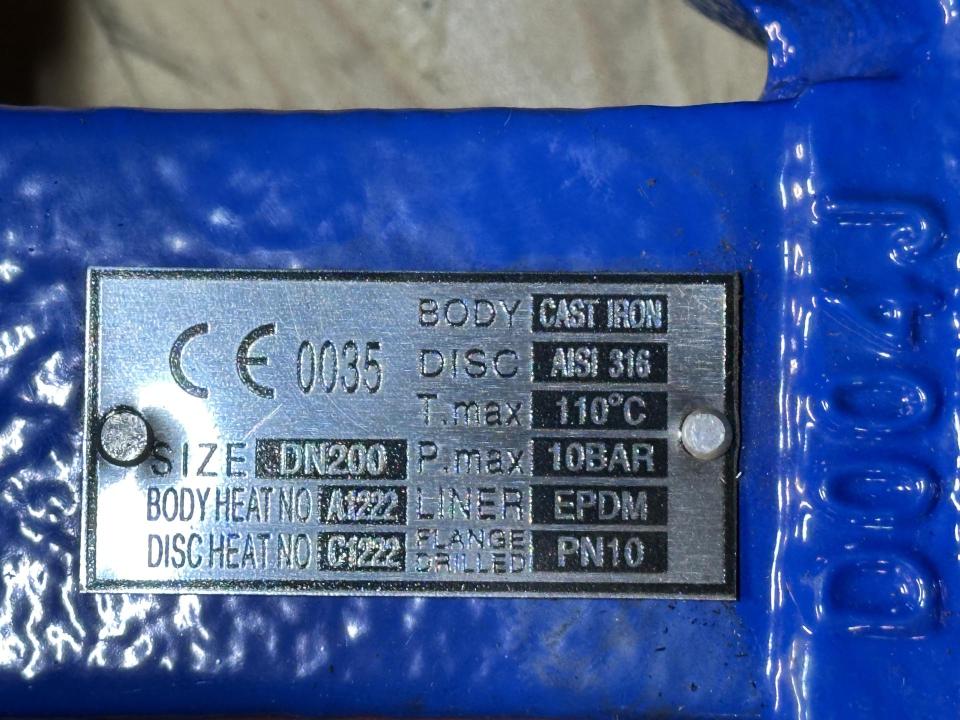 CE 0035
SIZE DN200
BODY HEAT NO A1222
DISC HEAT NO C1222
BODY CAST IRON
DISC AISI 316
T.max 110°C
P.max 10BAR
LINER EPDM
FLANGE DRILLED PN10